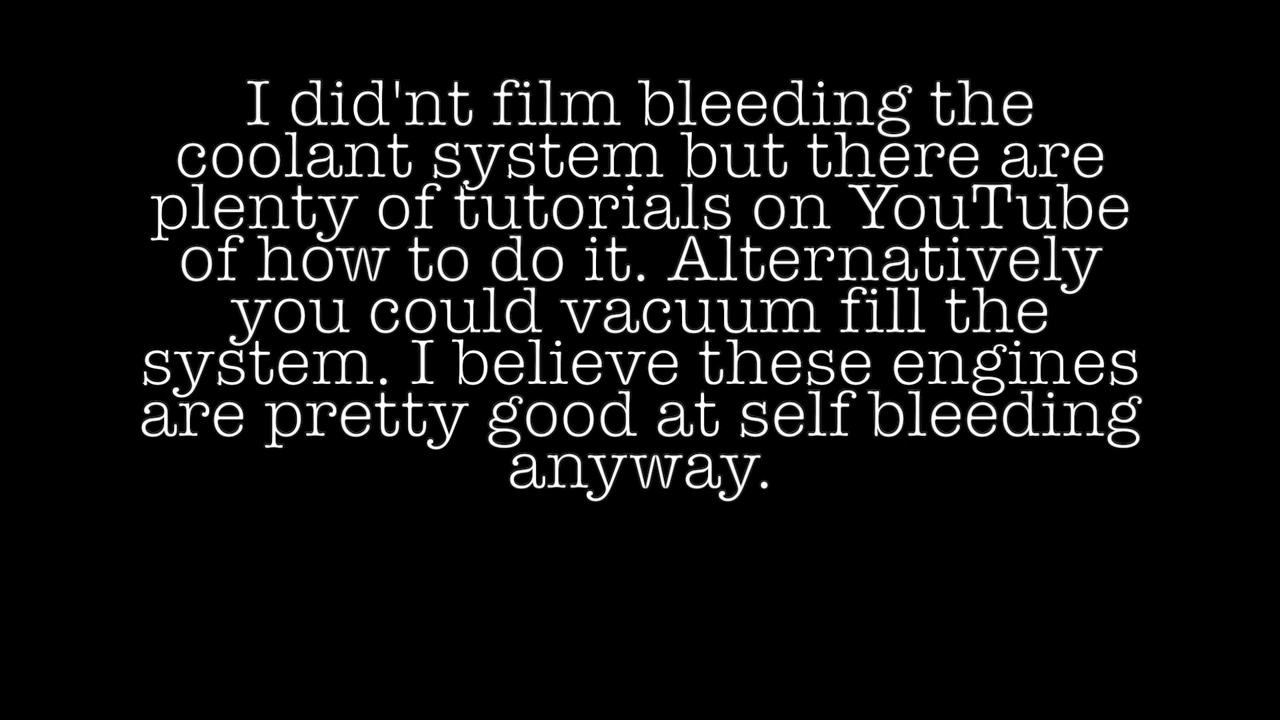 I did'nt film bleeding the
coolant system but there are
plenty of tutorials on YouTube
of how to do it. Alternatively
you could vacuum fill the
system. I believe these engines
are pretty good at self bleeding
anyway.